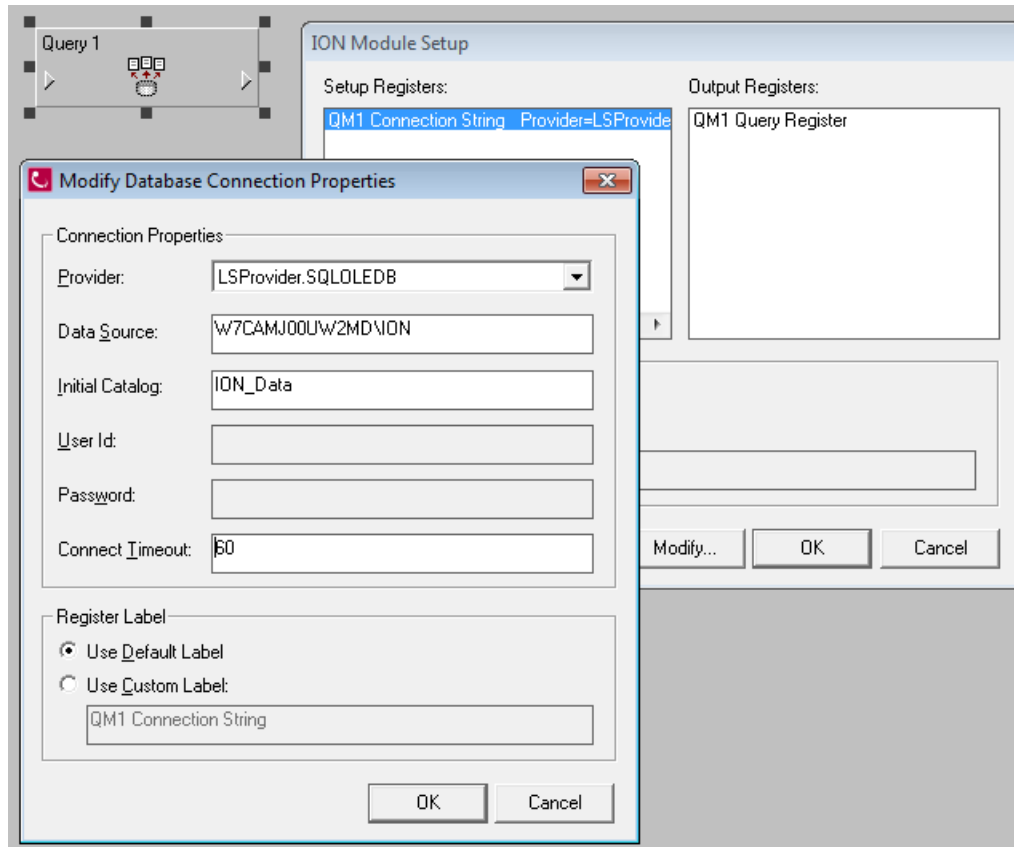 Query 1
ION Module Setup
Setup Registers:
Output Registers:
QM1 Connection String   Provider=LSProvide
QM1 Query Register
Modify Database Connection Properties
Connection Properties
Provider:
LSProvider.SQLOLEDB
Data Source:
W7CAMJ00UW2MD\ION
Initial Catalog:
ION_Data
User Id:
Password:
Connect Timeout:
60
Modify...
OK
Cancel
Register Label
Use Default Label
Use Custom Label:
QM1 Connection String
OK
Cancel